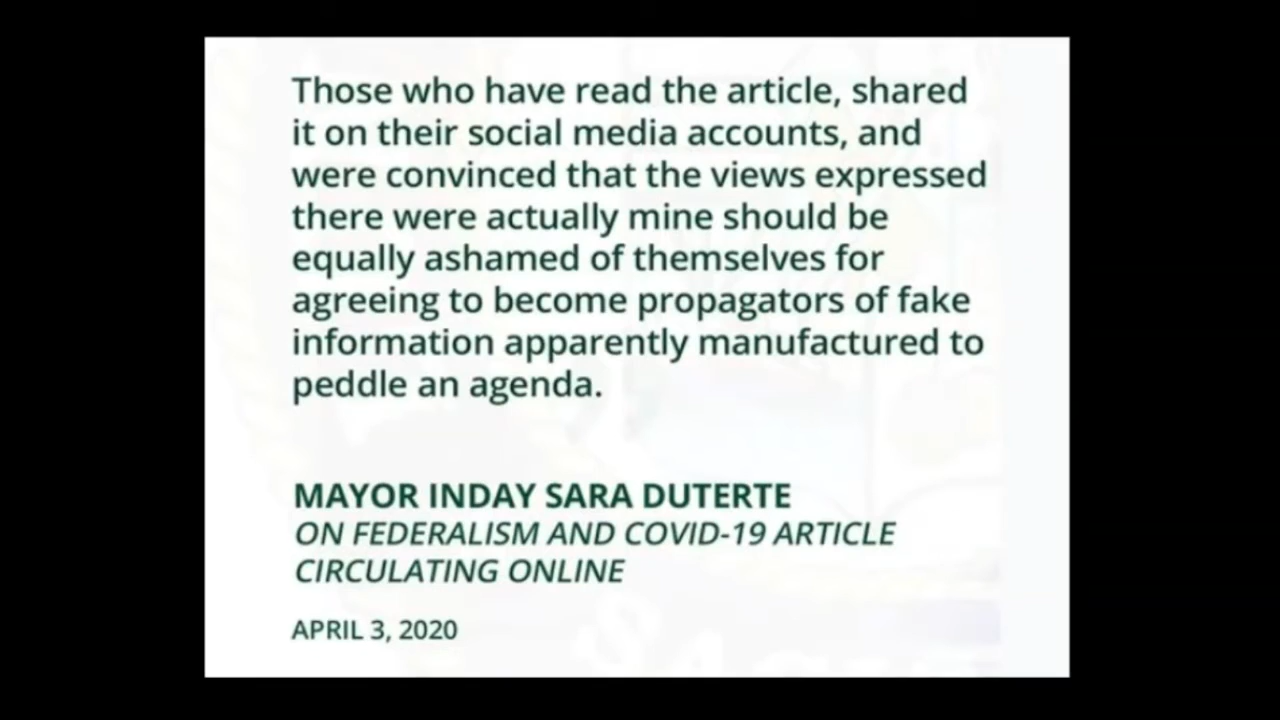 Those who have read the article, shared
it on their social media accounts, and
were convinced that the views expressed
there were actually mine should be
equally ashamed of themselves for
agreeing to become propagators of fake
information apparently manufactured to
peddle an agenda.
MAYOR INDAY SARA DUTERTE
ON FEDERALISM AND COVID-19 ARTICLE
CIRCULATING ONLINE
APRIL 3, 2020